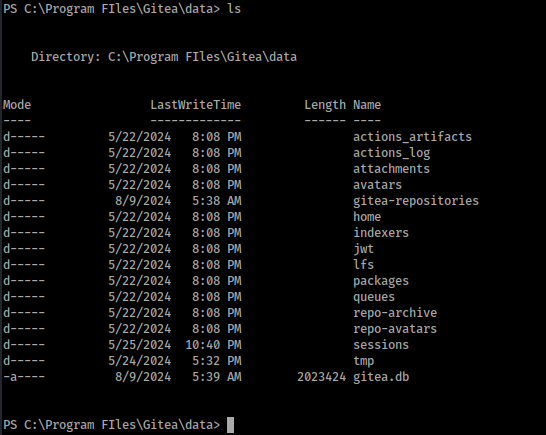 PS C:\Program FIles\Gitea\data> ls
Directory: C:\Program FIles\Gitea\data
Mode LastWriteTime Length Name
---- ------------- ------ ----
d----- 5/22/2024 8:08 PM actions_artifacts
d----- 5/22/2024 8:08 PM actions_log
d----- 5/22/2024 8:08 PM attachments
d----- 5/22/2024 8:08 PM avatars
d----- 8/9/2024 5:38 AM gitea-repositories
d----- 5/22/2024 8:08 PM home
d----- 5/22/2024 8:08 PM indexers
d----- 5/22/2024 8:08 PM jwt
d----- 5/22/2024 8:08 PM lfs
d----- 5/22/2024 8:08 PM packages
d----- 5/22/2024 8:08 PM queues
d----- 5/22/2024 8:08 PM repo-archive
d----- 5/22/2024 8:08 PM repo-avatars
d----- 5/25/2024 10:40 PM sessions
d----- 5/24/2024 5:32 PM tmp
-a---- 8/9/2024 5:39 AM 2023424 gitea.db
PS C:\Program FIles\Gitea\data>